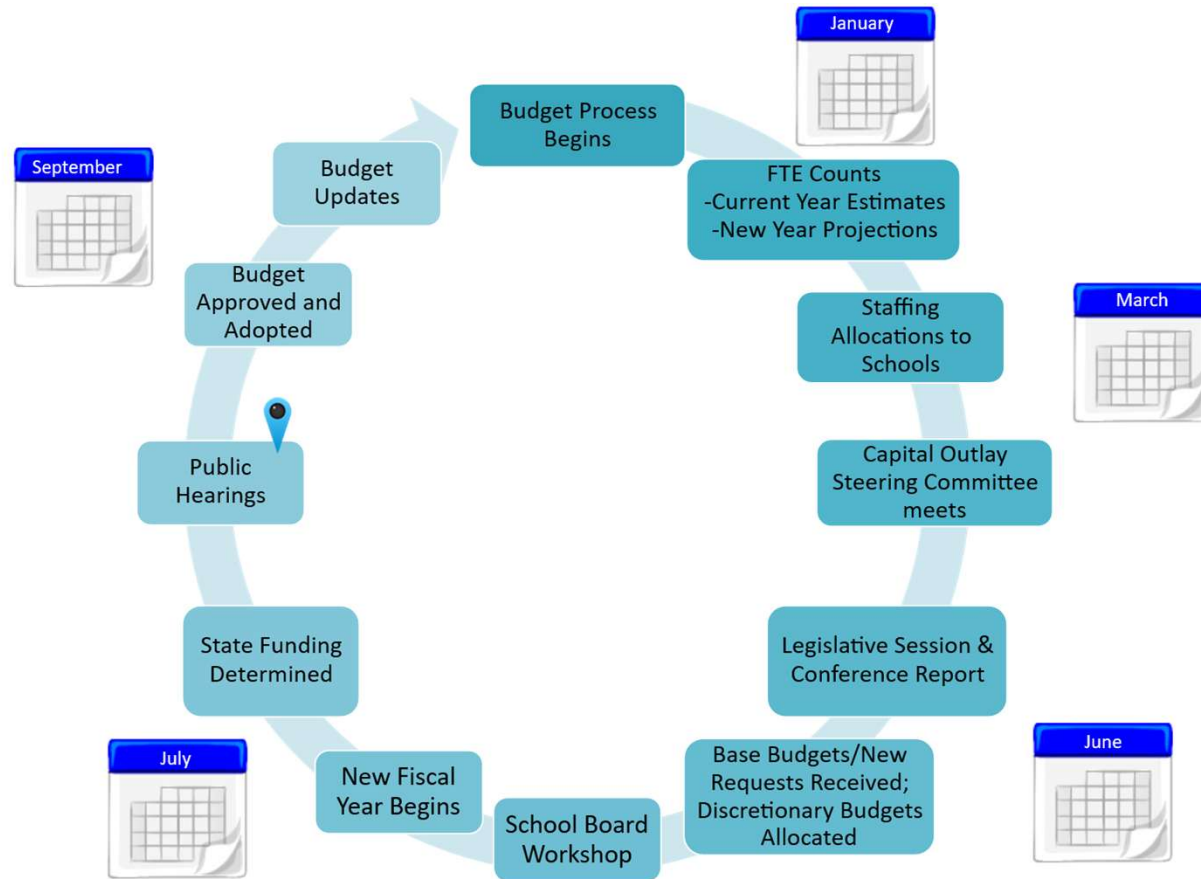 January
Budget Process
Begins
FTE Counts
-Current Year Estimates
-New Year Projections
March
Staffing
Allocations to
Schools
Capital Outlay
Steering Committee
meets
Legislative Session &
Conference Report
June
Base Budgets/New
Requests Received;
Discretionary Budgets
Allocated
School Board
Workshop
New Fiscal
Year Begins
July
State Funding
Determined
Public
Hearings
Budget
Approved and
Adopted
September
Budget
Updates